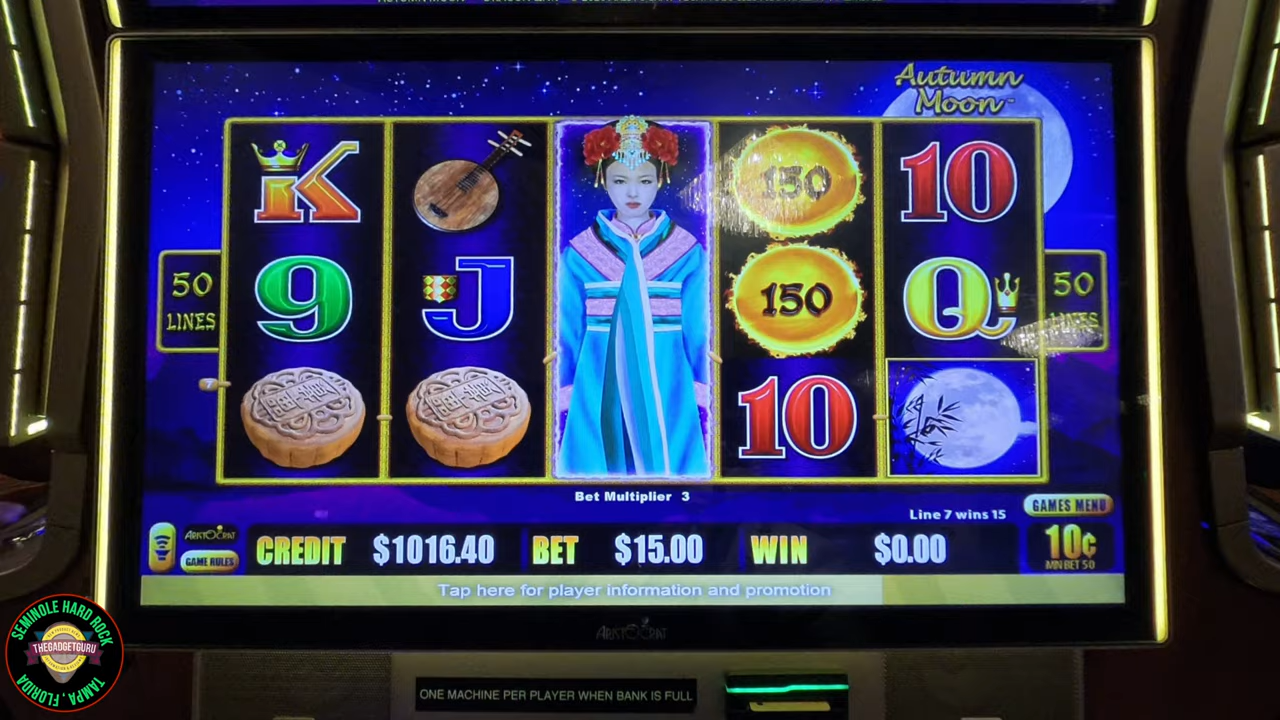 AUTUMN MOON
Autumn
Moon™
K
150
10
50
LINES
9
J
150
Q
50
LINES
7
10
Bet Multiplier 3
Line 7 wins 15
GAMES MENU
ARISTOCRAT
GAME RULES
CREDIT $1016.40 BET $15.00 WIN $0.00
10¢
MIN BET 50
Tap here for player information and promotion
ARISTOCRAT
ONE MACHINE PER PLAYER WHEN BANK IS FULL
SEMINOLE HARD ROCK
THEGADGETGURU
TAMPA, FLORIDA